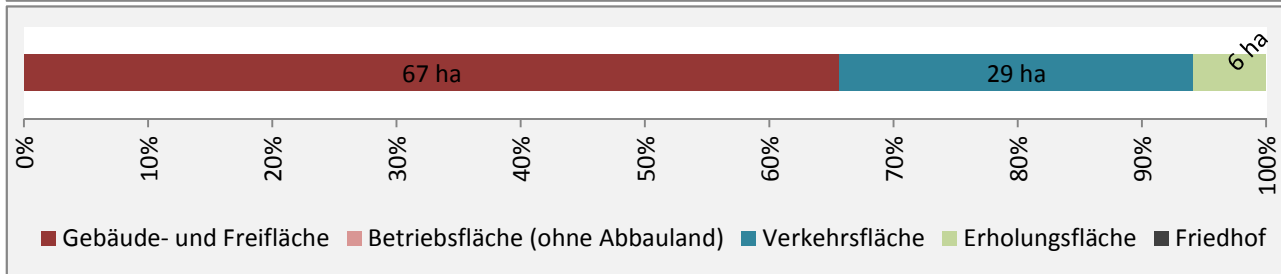 67 ha 29 ha 6 ha
0% 10% 20% 30% 40% 50% 60% 70% 80% 90% 100%
Gebäude- und Freifläche Betriebsfläche (ohne Abbauland) Verkehrsfläche Erholungsfläche Friedhof